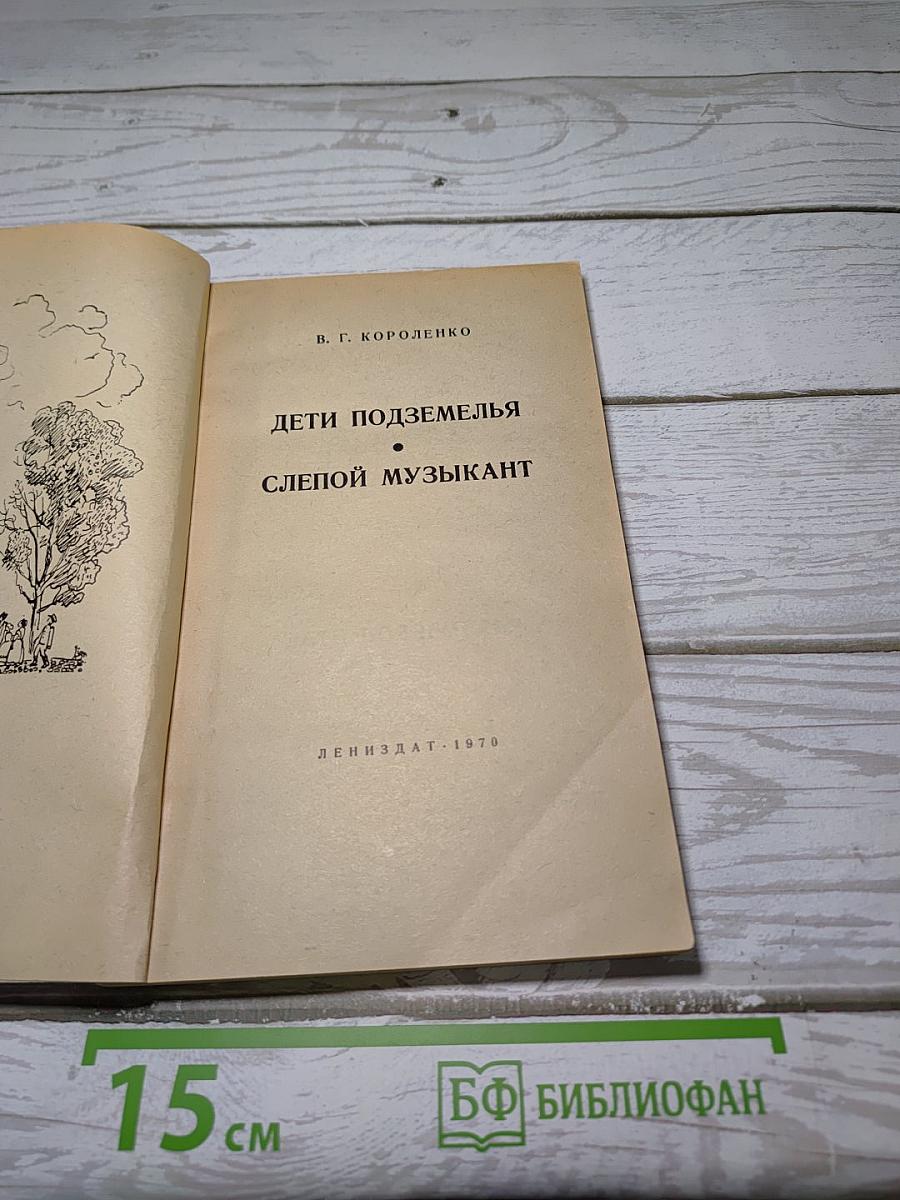 В. Г. КОРОЛЕНКО
ДЕТИ ПОДЗЕМЕЛЬЯ
•
СЛЕПОЙ МУЗЫКАНТ
ЛЕНИЗДАТ · 1970
15 см
БФ БИБЛИОФАН